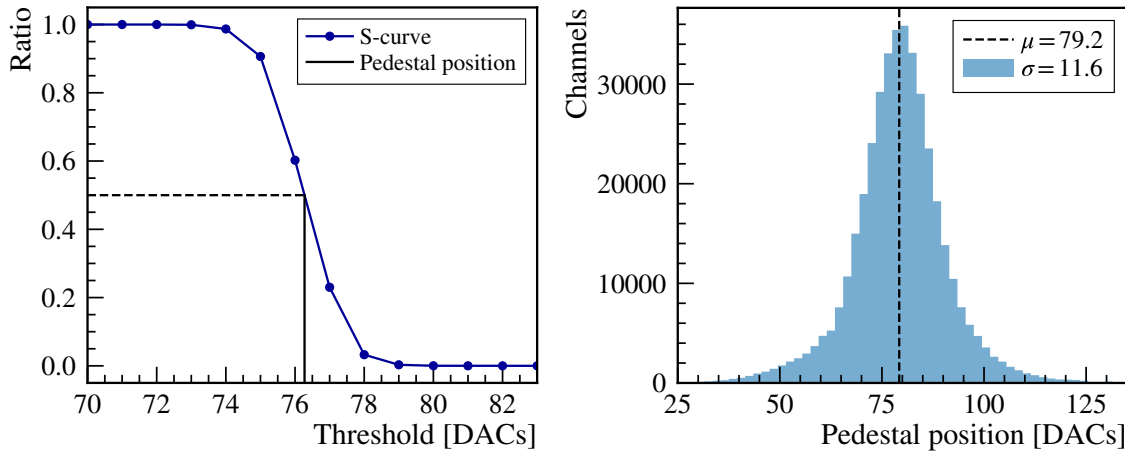 Ratio
1.0
0.8
0.6
0.4
0.2
0.0
S-curve
Pedestal position
70 72 74 76 78 80 82
Threshold [DACs]
Channels
30000
20000
10000
0
μ=79.2
σ=11.6
25 50 75 100 125
Pedestal position [DACs]